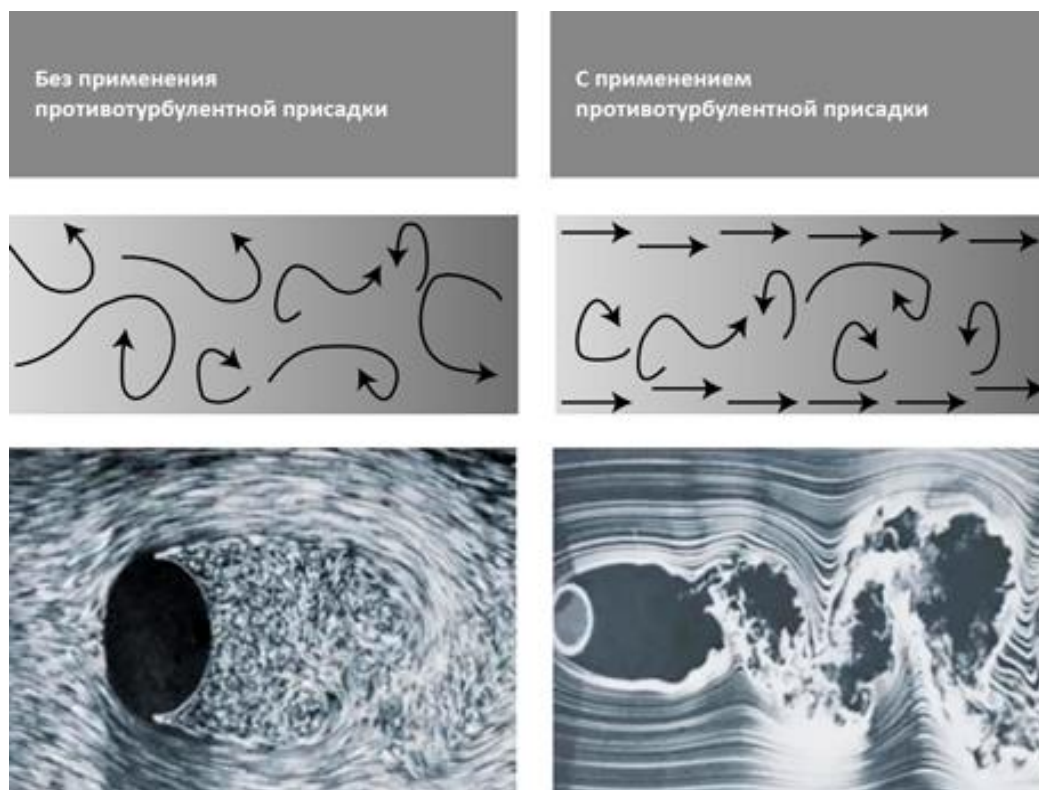 Без применения
противотурбулентной присадки
С применением
противотурбулентной присадки